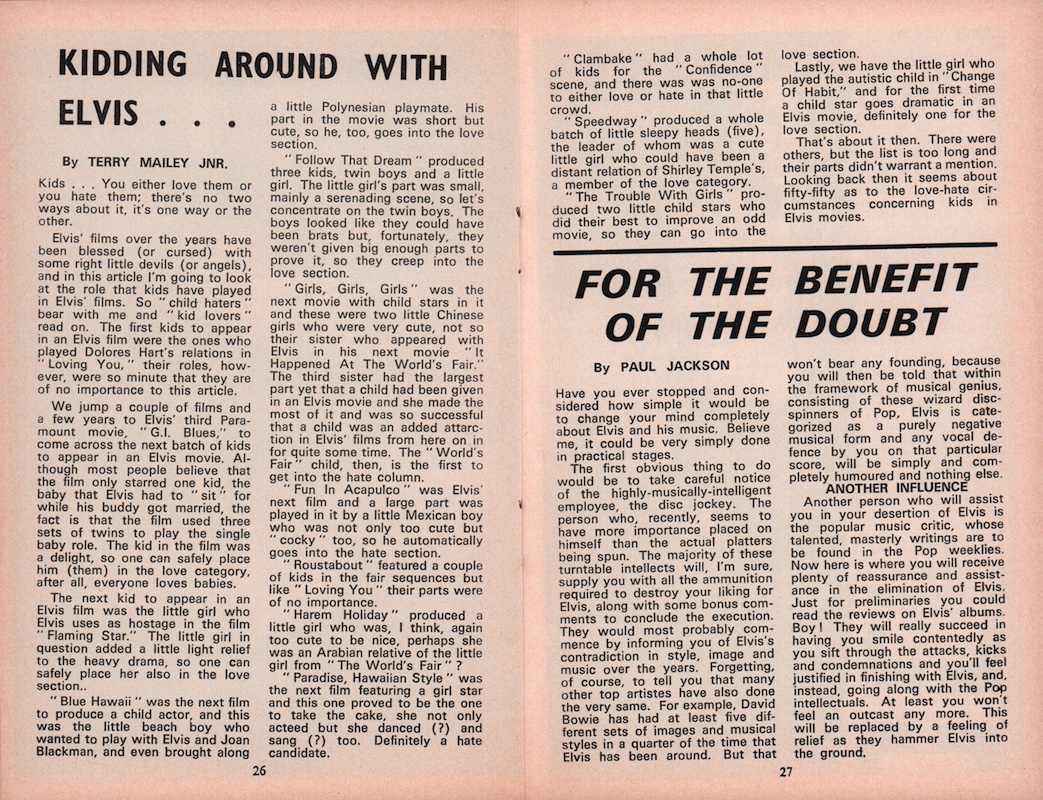 KIDDING AROUND WITH
ELVIS . . .
By TERRY MAILEY JNR.
Kids . . . You either love them or
you hate them; there's no two
ways about it, it's one way or the
other.
Elvis' films over the years have
been blessed (or cursed) with
some right little devils (or angels),
and in this article I'm going to look
at the role that kids have played
in Elvis' films. So "child haters"
bear with me and "kid lovers"
read on. The first kids to appear
in an Elvis film were the ones who
played Dolores Hart's relations in
"Loving You," their roles, how-
ever, were so minute that they are
of no importance to this article.
We jump a couple of films and
a few years to Elvis' third Para-
mount movie, "G.I. Blues," to
come across the next batch of kids
to appear in an Elvis movie. Al-
though most people believe that
the film only starred one kid, the
baby that Elvis had to "sit" for
while his buddy got married, the
fact is that the film used three
sets of twins to play the single
baby role. The kid in the film was
a delight, so one can safely place
him (them) in the love category,
after all, everyone loves babies.
The next kid to appear in an
Elvis film was the little girl who
Elvis uses as hostage in the film
"Flaming Star." The little girl in
question added a little light relief
to the heavy drama, so one can
safely place her also in the love
section..
"Blue Hawaii" was the next film
to produce a child actor, and this
was the little beach boy who
wanted to play with Elvis and Joan
Blackman, and even brought along
a little Polynesian playmate. His
part in the movie was short but
cute, so he, too, goes into the love
section.
"Follow That Dream" produced
three kids, twin boys and a little
girl. The little girl's part was small,
mainly a serenading scene, so let's
concentrate on the twin boys. The
boys looked like they could have
been brats but, fortunately, they
weren't given big enough parts to
prove it, so they creep into the
love section.
"Girls, Girls, Girls" was the
next movie with child stars in it
and these were two little Chinese
girls who were very cute, not so
their sister who appeared with
Elvis in his next movie "It
Happened At The World's Fair."
The third sister had the largest
part yet that a child had been given
in an Elvis movie and she made the
most of it and was so successful
that a child was an added attarc-
tion in Elvis' films from here on in
for quite some time. The "World's
Fair" child, then, is the first to
get into the hate column.
"Fun In Acapulco" was Elvis'
next film and a large part was
played in it by a little Mexican boy
who was not only too cute but
"cocky" too, so he automatically
goes into the hate section.
"Roustabout" featured a couple
of kids in the fair sequences but
like "Loving You" their parts were
of no importance.
"Harem Holiday" produced a
little girl who was, I think, again
too cute to be nice, perhaps she
was an Arabian relative of the little
girl from "The World's Fair"?
"Paradise, Hawaiian Style" was
the next film featuring a girl star
and this one proved to be the one
to take the cake, she not only
acteed but she danced (?) and
sang (?) too. Definitely a hate
candidate.
26
"Clambake" had a whole lot
of kids for the "Confidence"
scene, and there was was no-one
to either love or hate in that little
crowd.
"Speedway" produced a whole
batch of little sleepy heads (five),
the leader of whom was a cute
little girl who could have been a
distant relation of Shirley Temple's,
a member of the love category.
"The Trouble With Girls" pro-
duced two little child stars who
did their best to improve an odd
movie, so they can go into the
love section.
Lastly, we have the little girl who
played the autistic child in "Change
Of Habit," and for the first time
a child star goes dramatic in an
Elvis movie, definitely one for the
love section.
That's about it then. There were
others, but the list is too long and
their parts didn't warrant a mention.
Looking back then it seems about
fifty-fifty as to the love-hate cir-
cumstances concerning kids in
Elvis movies.
FOR THE BENEFIT
OF THE DOUBT
By PAUL JACKSON
Have you ever stopped and con-
sidered how simple it would be
to change your mind completely
about Elvis and his music. Believe
me, it could be very simply done
in practical stages.
The first obvious thing to do
would be to take careful notice
of the highly-musically-intelligent
employee, the disc jockey. The
person who, recently, seems to
have more importance placed on
himself than the actual platters
being spun. The majority of these
turntable intellects will, I'm sure,
supply you with all the ammunition
required to destroy your liking for
Elvis, along with some bonus com-
ments to conclude the execution.
They would most probably com-
mence by informing you of Elvis's
contradiction in style, image and
music over the years. Forgetting,
of course, to tell you that many
other top artistes have also done
the very same. For example, David
Bowie has had at least five dif-
ferent sets of images and musical
styles in a quarter of the time that
Elvis has been around. But that
won't bear any founding, because
you will then be told that within
the framework of musical genius,
consisting of these wizard disc-
spinners of Pop, Elvis is cate-
gorized as a purely negative
musical form and any vocal de-
fence by you on that particular
score, will be simply and com-
pletely humoured and nothing else.
ANOTHER INFLUENCE
Another person who will assist
you in your desertion of Elvis is
the popular music critic, whose
talented, masterly writings are to
be found in the Pop weeklies.
Now here is where you will receive
plenty of reassurance and assist-
ance in the elimination of Elvis.
Just for preliminaries you could
read the reviews on Elvis' albums.
Boy! They will really succeed in
having you smile contentedly as
you sift through the attacks, kicks
and condemnations and you'll feel
justified in finishing with Elvis, and,
instead, going along with the Pop
intellectuals. At least you won't
feel an outcast any more. This
will be replaced by a feeling of
relief as they hammer Elvis into
the ground.
27